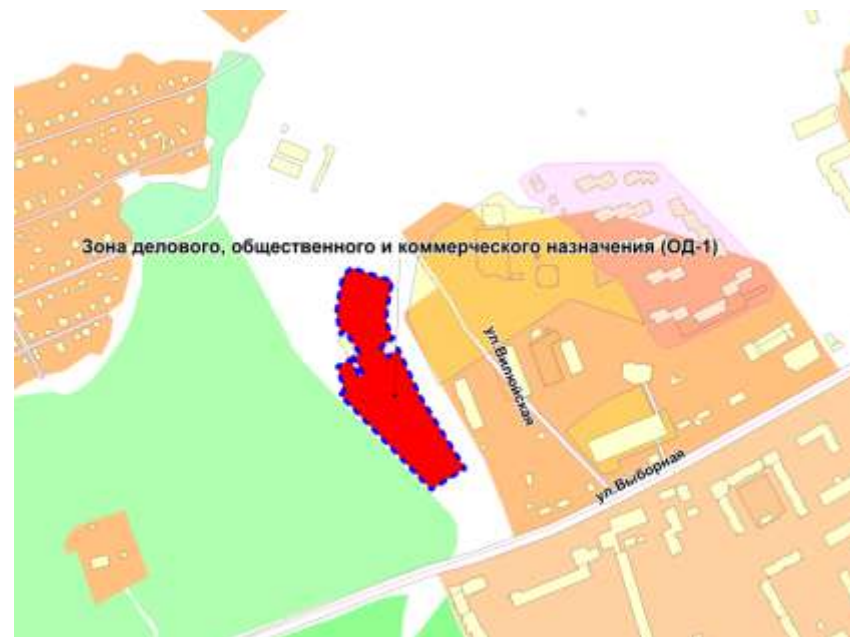 Зона делового, общественного и коммерческого назначения (ОД-1)
ул.Вилюйская
ул.Выборная